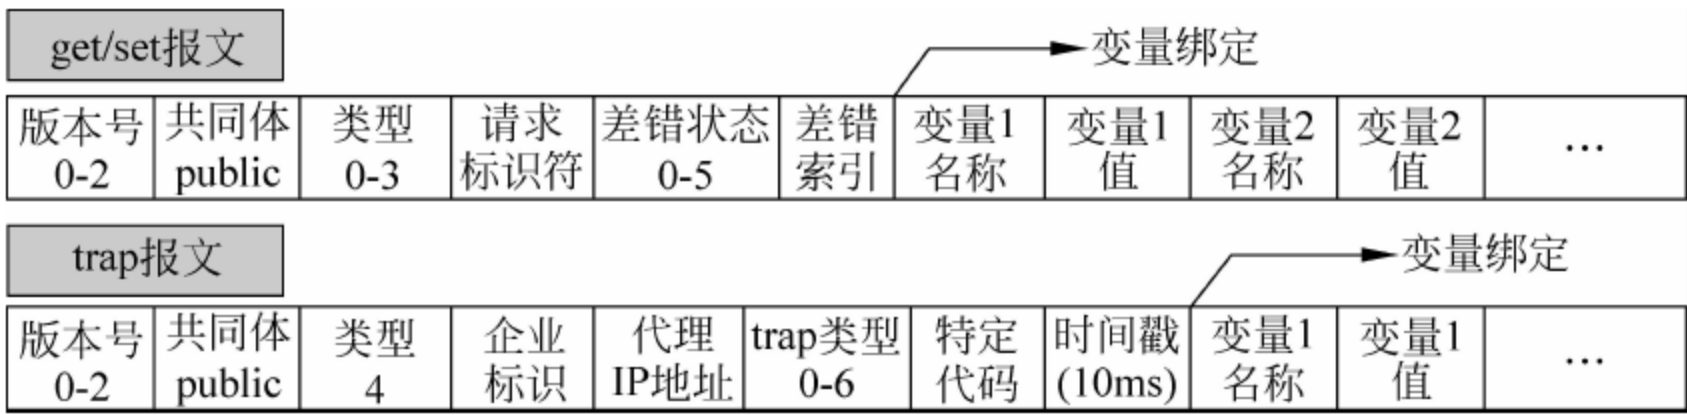 get/set报文
变量绑定
版本号
0-2
共同体
public
类型
0-3
请求
标识符
差错状态
0-5
差错
索引
变量1
名称
变量1
值
变量2
名称
变量2
值
…
trap报文
变量绑定
版本号
0-2
共同体
public
类型
4
企业
标识
代理
IP地址
trap类型
0-6
特定
代码
时间戳
(10ms)
变量1
名称
变量1
值
…